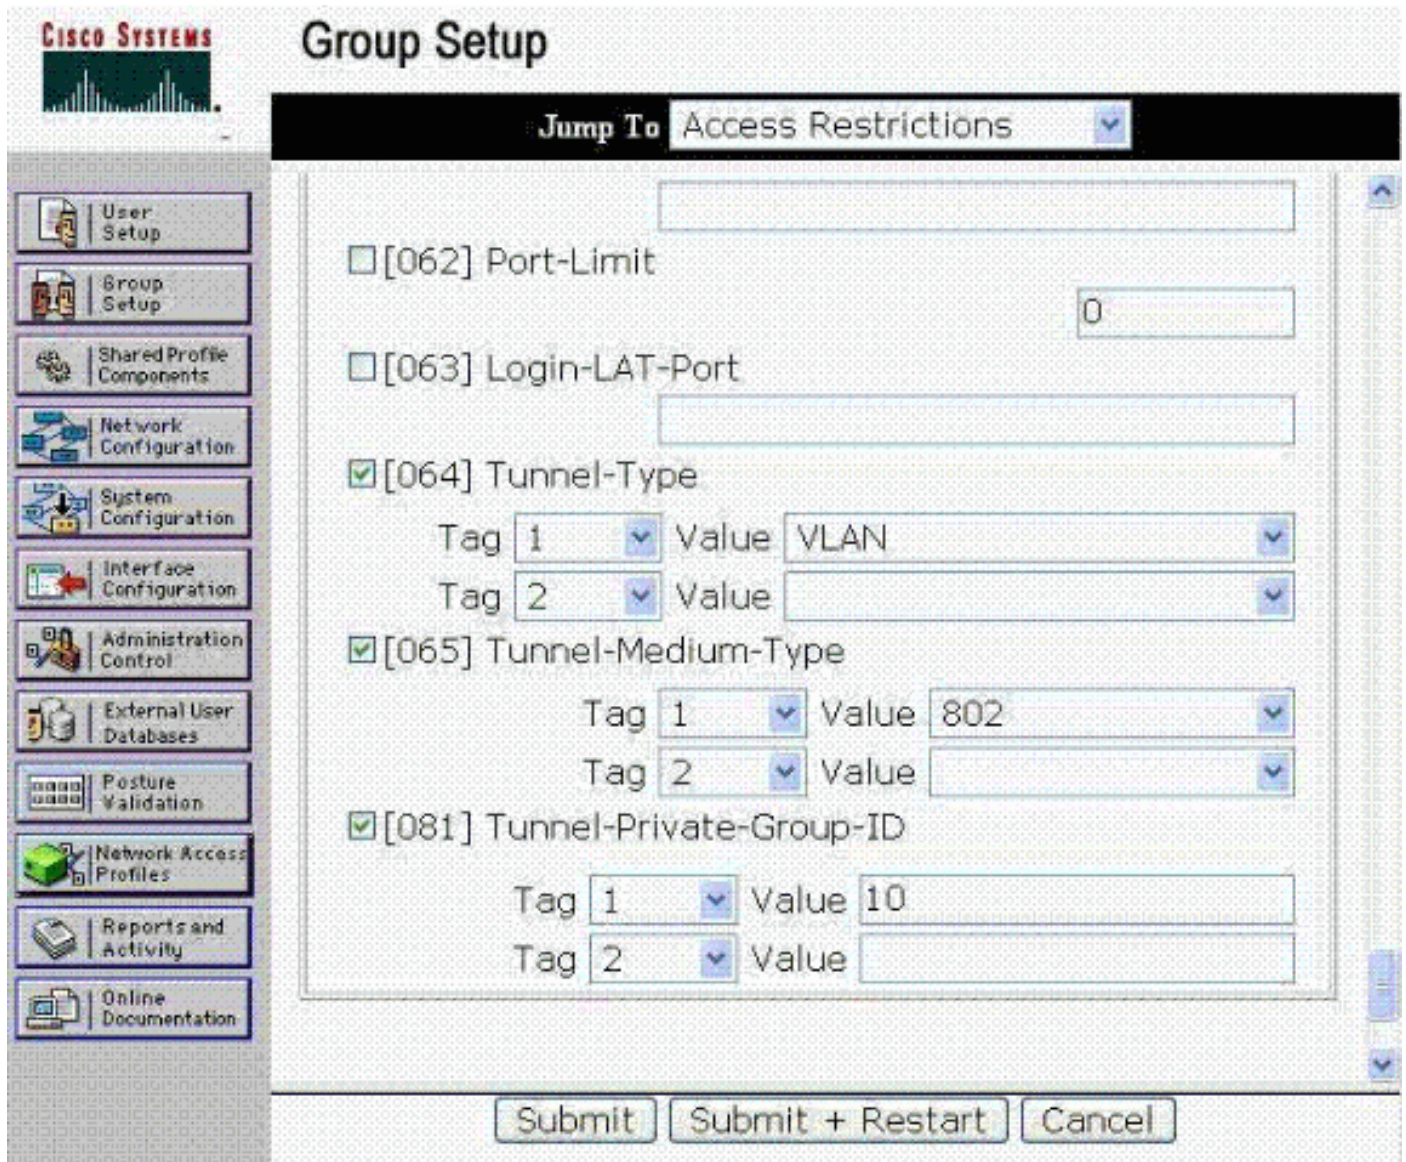 CISCO SYSTEMS
Group Setup
Jump To Access Restrictions
User
Setup
Group
Setup
Shared Profile
Components
Network
Configuration
System
Configuration
Interface
Configuration
Administration
Control
External User
Databases
Posture
Validation
Network Access
Profiles
Reports and
Activity
Online
Documentation
[062] Port-Limit
0
[063] Login-LAT-Port
[064] Tunnel-Type
Tag 1 Value VLAN
Tag 2 Value
[065] Tunnel-Medium-Type
Tag 1 Value 802
Tag 2 Value
[081] Tunnel-Private-Group-ID
Tag 1 Value 10
Tag 2 Value
Submit Submit + Restart Cancel